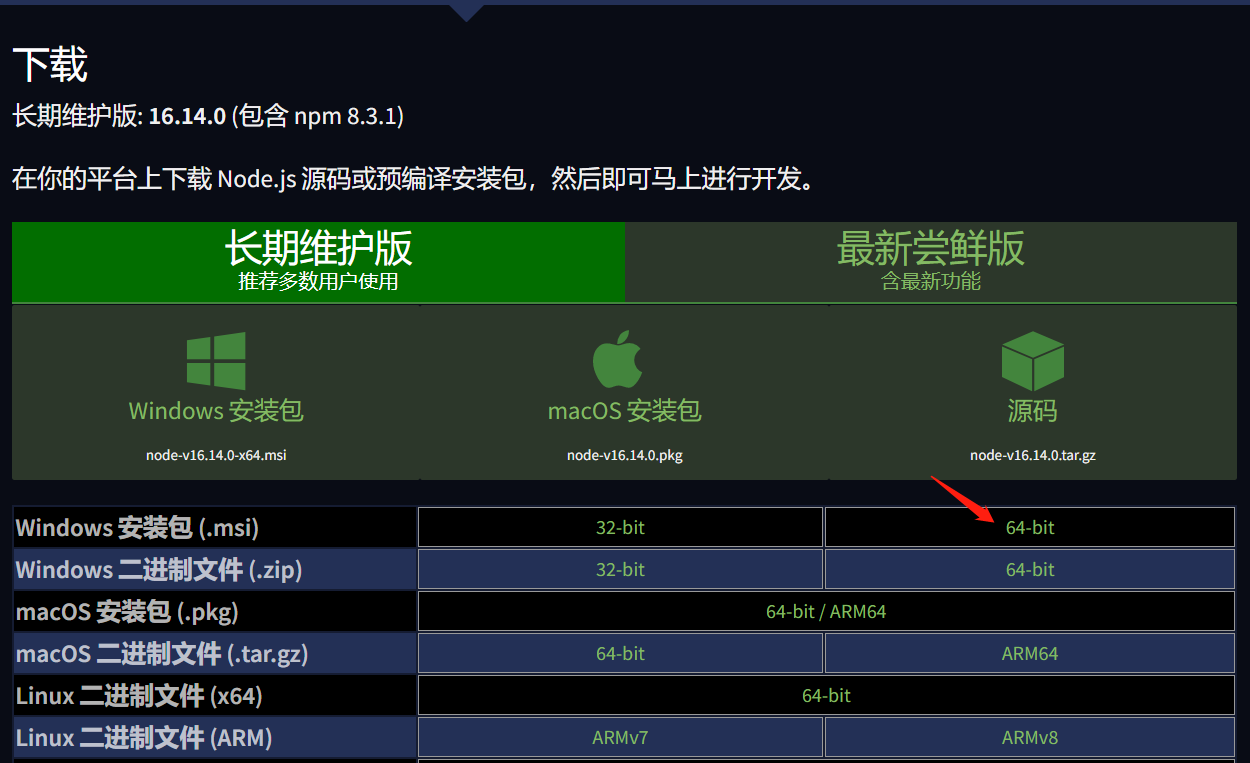 下载
长期维护版: 16.14.0 (包含 npm 8.3.1)
在你的平台上下载 Node.js 源码或预编译安装包，然后即可马上进行开发。
长期维护版
推荐多数用户使用
最新尝鲜版
含最新功能
Windows 安装包
node-v16.14.0-x64.msi
macOS 安装包
node-v16.14.0.pkg
源码
node-v16.14.0.tar.gz
Windows 安装包 (.msi) 32-bit 64-bit
Windows 二进制文件 (.zip) 32-bit 64-bit
macOS 安装包 (.pkg) 64-bit / ARM64
macOS 二进制文件 (.tar.gz) 64-bit ARM64
Linux 二进制文件 (x64) 64-bit
Linux 二进制文件 (ARM) ARMv7 ARMv8